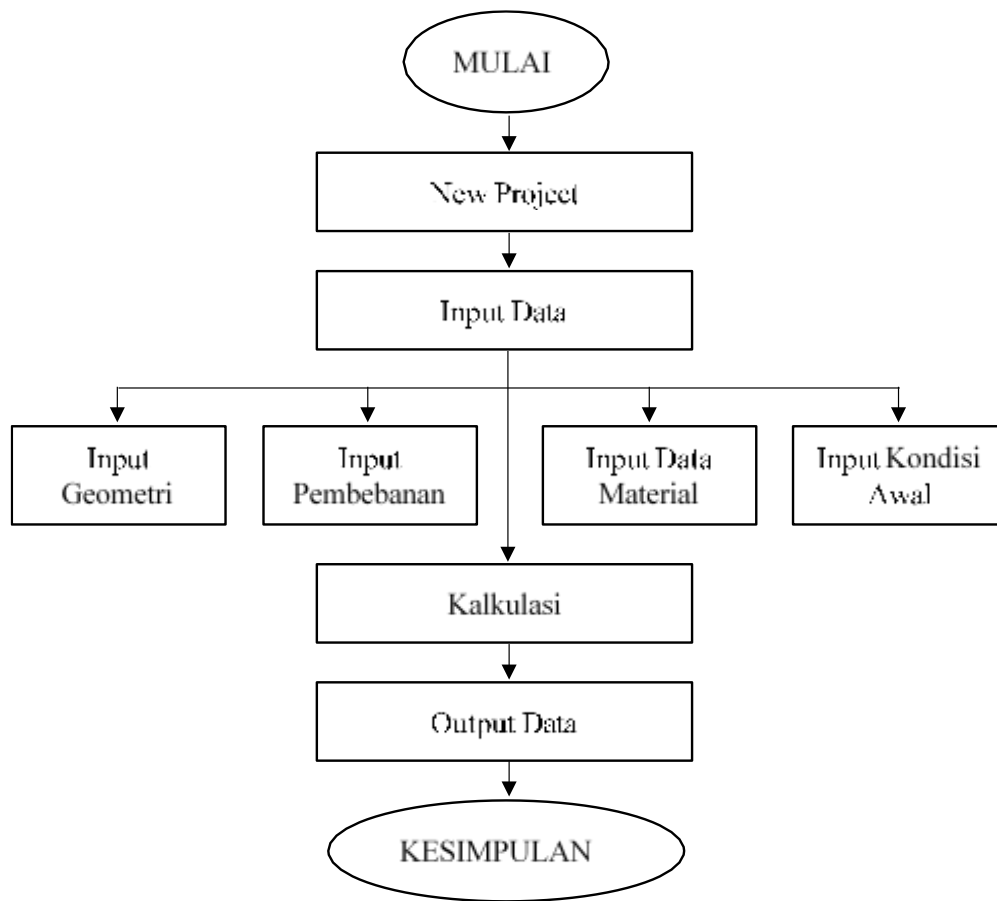 MULAI
New Project
Input Data
Input
Geometri
Input
Pembebanan
Input Data
Material
Input Kondisi
Awal
Kalkulasi
Output Data
KESIMPULAN